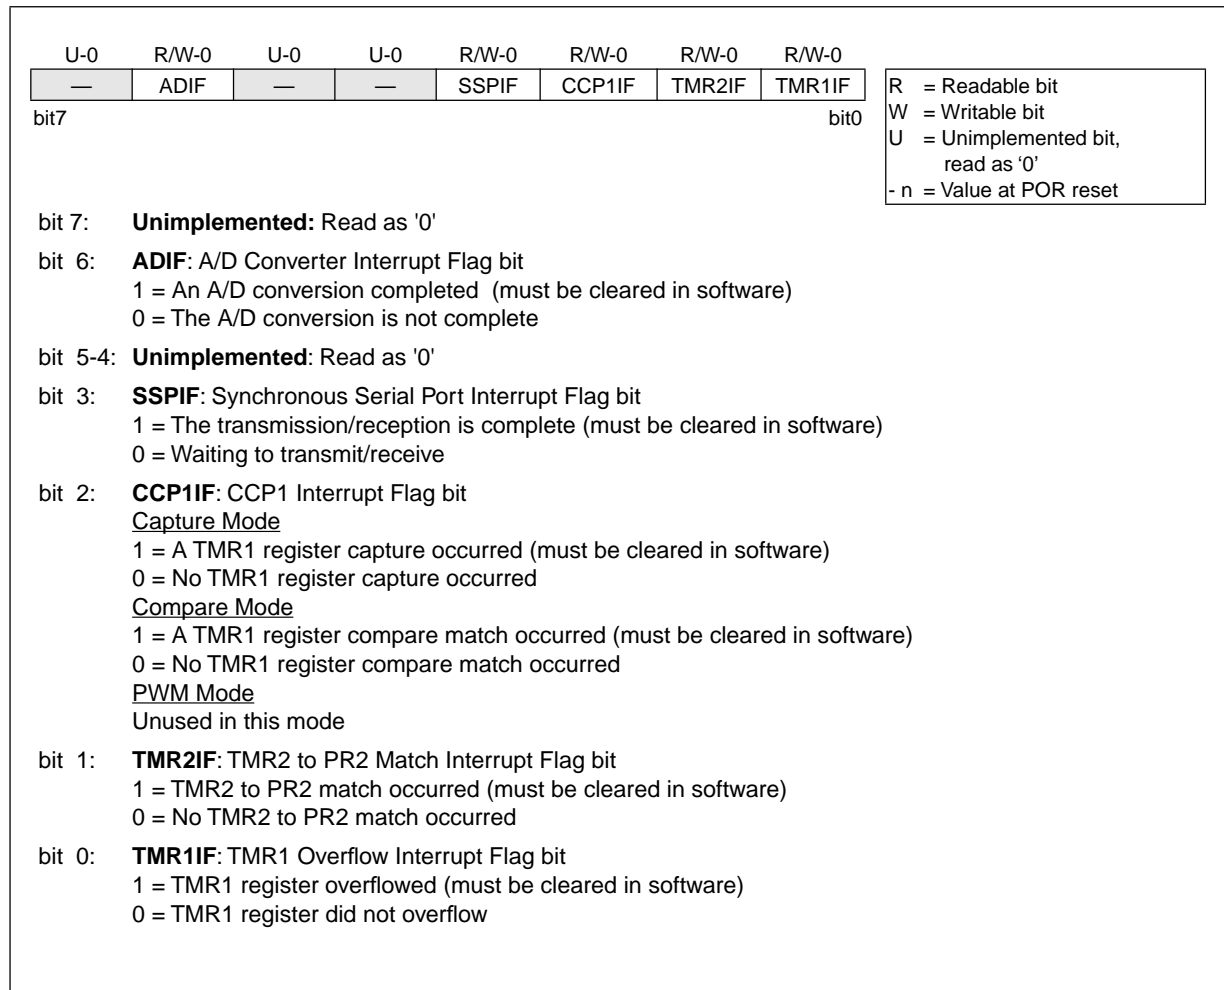 U-0 R/W-0 U-0 U-0 R/W-0 R/W-0 R/W-0 R/W-0
— ADIF — — SSPIF CCP1IF TMR2IF TMR1IF
bit7 bit0
R = Readable bit
W = Writable bit
U = Unimplemented bit,
read as ‘0’
- n = Value at POR reset
bit 7: Unimplemented: Read as '0'
bit 6: ADIF: A/D Converter Interrupt Flag bit
1 = An A/D conversion completed (must be cleared in software)
0 = The A/D conversion is not complete
bit 5-4: Unimplemented: Read as '0'
bit 3: SSPIF: Synchronous Serial Port Interrupt Flag bit
1 = The transmission/reception is complete (must be cleared in software)
0 = Waiting to transmit/receive
bit 2: CCP1IF: CCP1 Interrupt Flag bit
Capture Mode
1 = A TMR1 register capture occurred (must be cleared in software)
0 = No TMR1 register capture occurred
Compare Mode
1 = A TMR1 register compare match occurred (must be cleared in software)
0 = No TMR1 register compare match occurred
PWM Mode
Unused in this mode
bit 1: TMR2IF: TMR2 to PR2 Match Interrupt Flag bit
1 = TMR2 to PR2 match occurred (must be cleared in software)
0 = No TMR2 to PR2 match occurred
bit 0: TMR1IF: TMR1 Overflow Interrupt Flag bit
1 = TMR1 register overflowed (must be cleared in software)
0 = TMR1 register did not overflow